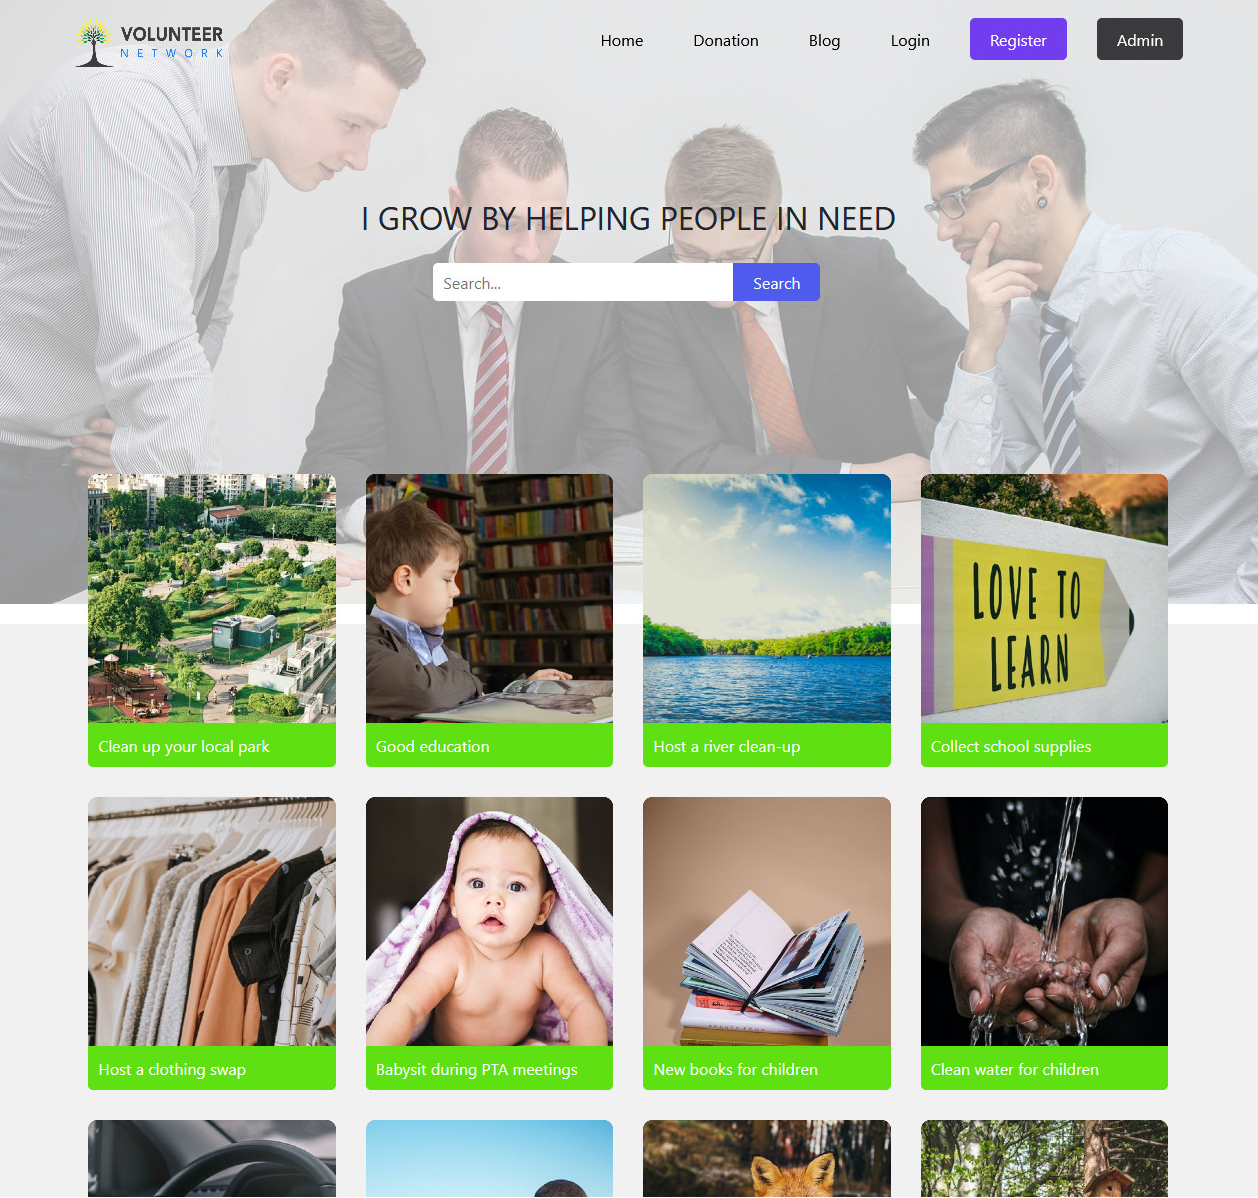 VOLUNTEER
NETWORK
Home Donation Blog Login Register Admin
I GROW BY HELPING PEOPLE IN NEED
Search... Search
LOVE TO
LEARN
Clean up your local park
Good education
Host a river clean-up
Collect school supplies
Host a clothing swap
Babysit during PTA meetings
New books for children
Clean water for children